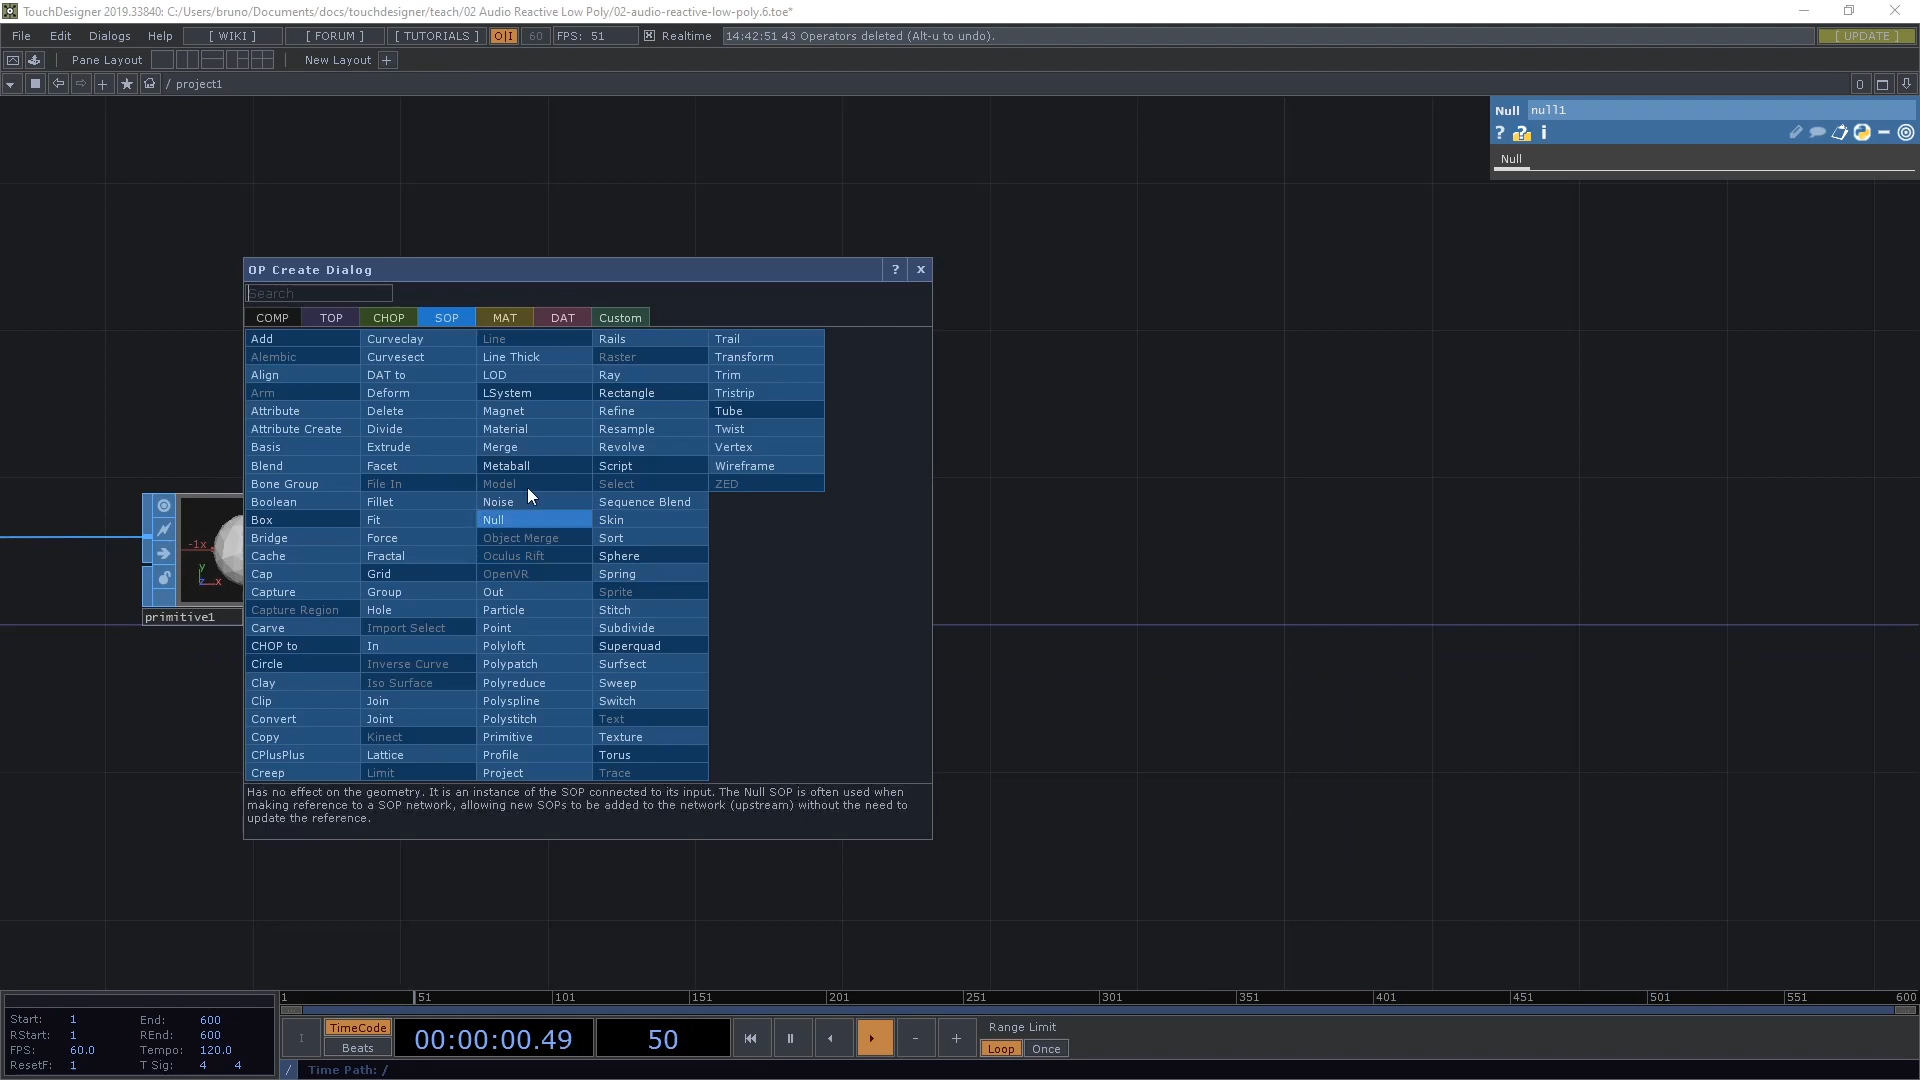 TouchDesigner 2019.33840: C:/Users/bruno/Documents/docs/touchdesigner/teach/02 Audio Reactive Low Poly/02-audio-reactive-low-poly.6.toe*
File Edit Dialogs Help [ WIKI ] [ FORUM ] [ TUTORIALS ] O|I 60 FPS: 51 Realtime 14:42:51 43 Operators deleted (Alt-u to undo). [ UPDATE ]
Pane Layout New Layout +
/ project1 0
Null null1
? ? i
Null
OP Create Dialog ? x
Search
COMP TOP CHOP SOP MAT DAT Custom
Add Curveclay Line Rails Trail
Alembic Curvesect Line Thick Raster Transform
Align DAT to LOD Ray Trim
Arm Deform LSystem Rectangle Tristrip
Attribute Delete Magnet Refine Tube
Attribute Create Divide Material Resample Twist
Basis Extrude Merge Revolve Vertex
Blend Facet Metaball Script Wireframe
Bone Group File In Model Select ZED
Boolean Fillet Noise Sequence Blend
Box Fit Null Skin
Bridge Force Object Merge Sort
Cache Fractal Oculus Rift Sphere
Cap Grid OpenVR Spring
Capture Group Out Sprite
Capture Region Hole Particle Stitch
Carve Import Select Point Subdivide
CHOP to In Polyloft Superquad
Circle Inverse Curve Polypatch Surfsect
Clay Iso Surface Polyreduce Sweep
Clip Join Polyspline Switch
Convert Joint Polystitch Text
Copy Kinect Primitive Texture
CPlusPlus Lattice Profile Torus
Creep Limit Project Trace
Has no effect on the geometry. It is an instance of the SOP connected to its input. The Null SOP is often used when
making reference to a SOP network, allowing new SOPs to be added to the network (upstream) without the need to
update the reference.
-1x
y
z x
primitive1
1 51 101 151 201 251 301 351 401 451 501 551 600
Start: 1 End: 600
RStart: 1 REnd: 600
FPS: 60.0 Tempo: 120.0
ResetF: 1 T Sig: 4 4
I TimeCode Beats 00:00:00.49 50 - + Range Limit
Loop Once
/ Time Path: /